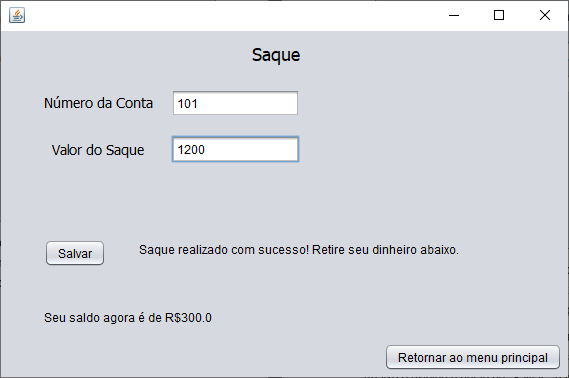 Saque
Número da Conta 101
Valor do Saque 1200
Salvar Saque realizado com sucesso! Retire seu dinheiro abaixo.
Seu saldo agora é de R$300.0
Retornar ao menu principal